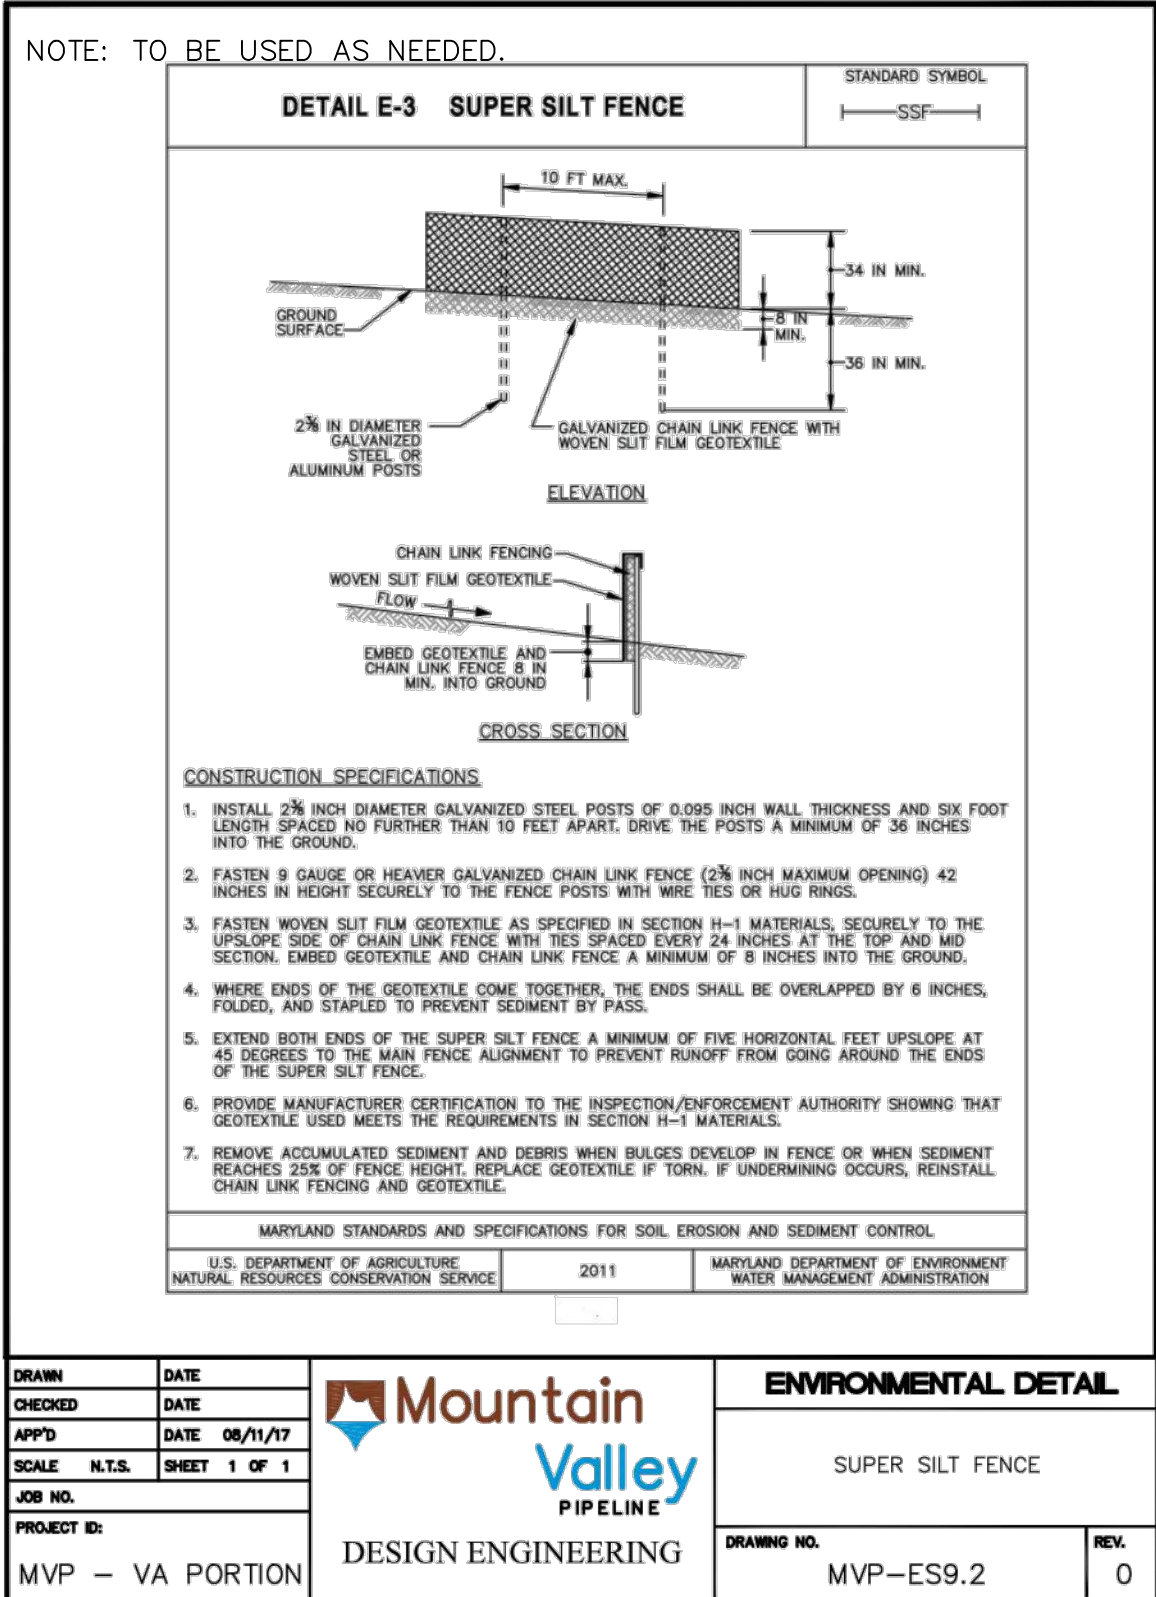 NOTE: TO BE USED AS NEEDED.
DETAIL E-3 SUPER SILT FENCE
STANDARD SYMBOL
SSF
10 FT MAX.
34 IN MIN.
GROUND
SURFACE
8 IN
MIN.
36 IN MIN.
2⅜ IN DIAMETER
GALVANIZED
STEEL OR
ALUMINUM POSTS
GALVANIZED CHAIN LINK FENCE WITH
WOVEN SLIT FILM GEOTEXTILE
ELEVATION
CHAIN LINK FENCING
WOVEN SLIT FILM GEOTEXTILE
FLOW
EMBED GEOTEXTILE AND
CHAIN LINK FENCE 8 IN
MIN. INTO GROUND
CROSS SECTION
CONSTRUCTION SPECIFICATIONS
1. INSTALL 2⅜ INCH DIAMETER GALVANIZED STEEL POSTS OF 0.095 INCH WALL THICKNESS AND SIX FOOT
LENGTH SPACED NO FURTHER THAN 10 FEET APART. DRIVE THE POSTS A MINIMUM OF 36 INCHES
INTO THE GROUND.
2. FASTEN 9 GAUGE OR HEAVIER GALVANIZED CHAIN LINK FENCE (2⅜ INCH MAXIMUM OPENING) 42
INCHES IN HEIGHT SECURELY TO THE FENCE POSTS WITH WIRE TIES OR HUG RINGS.
3. FASTEN WOVEN SLIT FILM GEOTEXTILE AS SPECIFIED IN SECTION H-1 MATERIALS, SECURELY TO THE
UPSLOPE SIDE OF CHAIN LINK FENCE WITH TIES SPACED EVERY 24 INCHES AT THE TOP AND MID
SECTION. EMBED GEOTEXTILE AND CHAIN LINK FENCE A MINIMUM OF 8 INCHES INTO THE GROUND.
4. WHERE ENDS OF THE GEOTEXTILE COME TOGETHER, THE ENDS SHALL BE OVERLAPPED BY 6 INCHES,
FOLDED, AND STAPLED TO PREVENT SEDIMENT BY PASS.
5. EXTEND BOTH ENDS OF THE SUPER SILT FENCE A MINIMUM OF FIVE HORIZONTAL FEET UPSLOPE AT
45 DEGREES TO THE MAIN FENCE ALIGNMENT TO PREVENT RUNOFF FROM GOING AROUND THE ENDS
OF THE SUPER SILT FENCE.
6. PROVIDE MANUFACTURER CERTIFICATION TO THE INSPECTION/ENFORCEMENT AUTHORITY SHOWING THAT
GEOTEXTILE USED MEETS THE REQUIREMENTS IN SECTION H-1 MATERIALS.
7. REMOVE ACCUMULATED SEDIMENT AND DEBRIS WHEN BULGES DEVELOP IN FENCE OR WHEN SEDIMENT
REACHES 25% OF FENCE HEIGHT. REPLACE GEOTEXTILE IF TORN. IF UNDERMINING OCCURS, REINSTALL
CHAIN LINK FENCING AND GEOTEXTILE.
MARYLAND STANDARDS AND SPECIFICATIONS FOR SOIL EROSION AND SEDIMENT CONTROL
U.S. DEPARTMENT OF AGRICULTURE
NATURAL RESOURCES CONSERVATION SERVICE
2011
MARYLAND DEPARTMENT OF ENVIRONMENT
WATER MANAGEMENT ADMINISTRATION
DRAWN DATE
CHECKED DATE
APP'D DATE 08/11/17
SCALE N.T.S. SHEET 1 OF 1
JOB NO.
PROJECT ID:
MVP - VA PORTION
Mountain
Valley
PIPELINE
DESIGN ENGINEERING
ENVIRONMENTAL DETAIL
SUPER SILT FENCE
DRAWING NO.
MVP-ES9.2
REV.
0